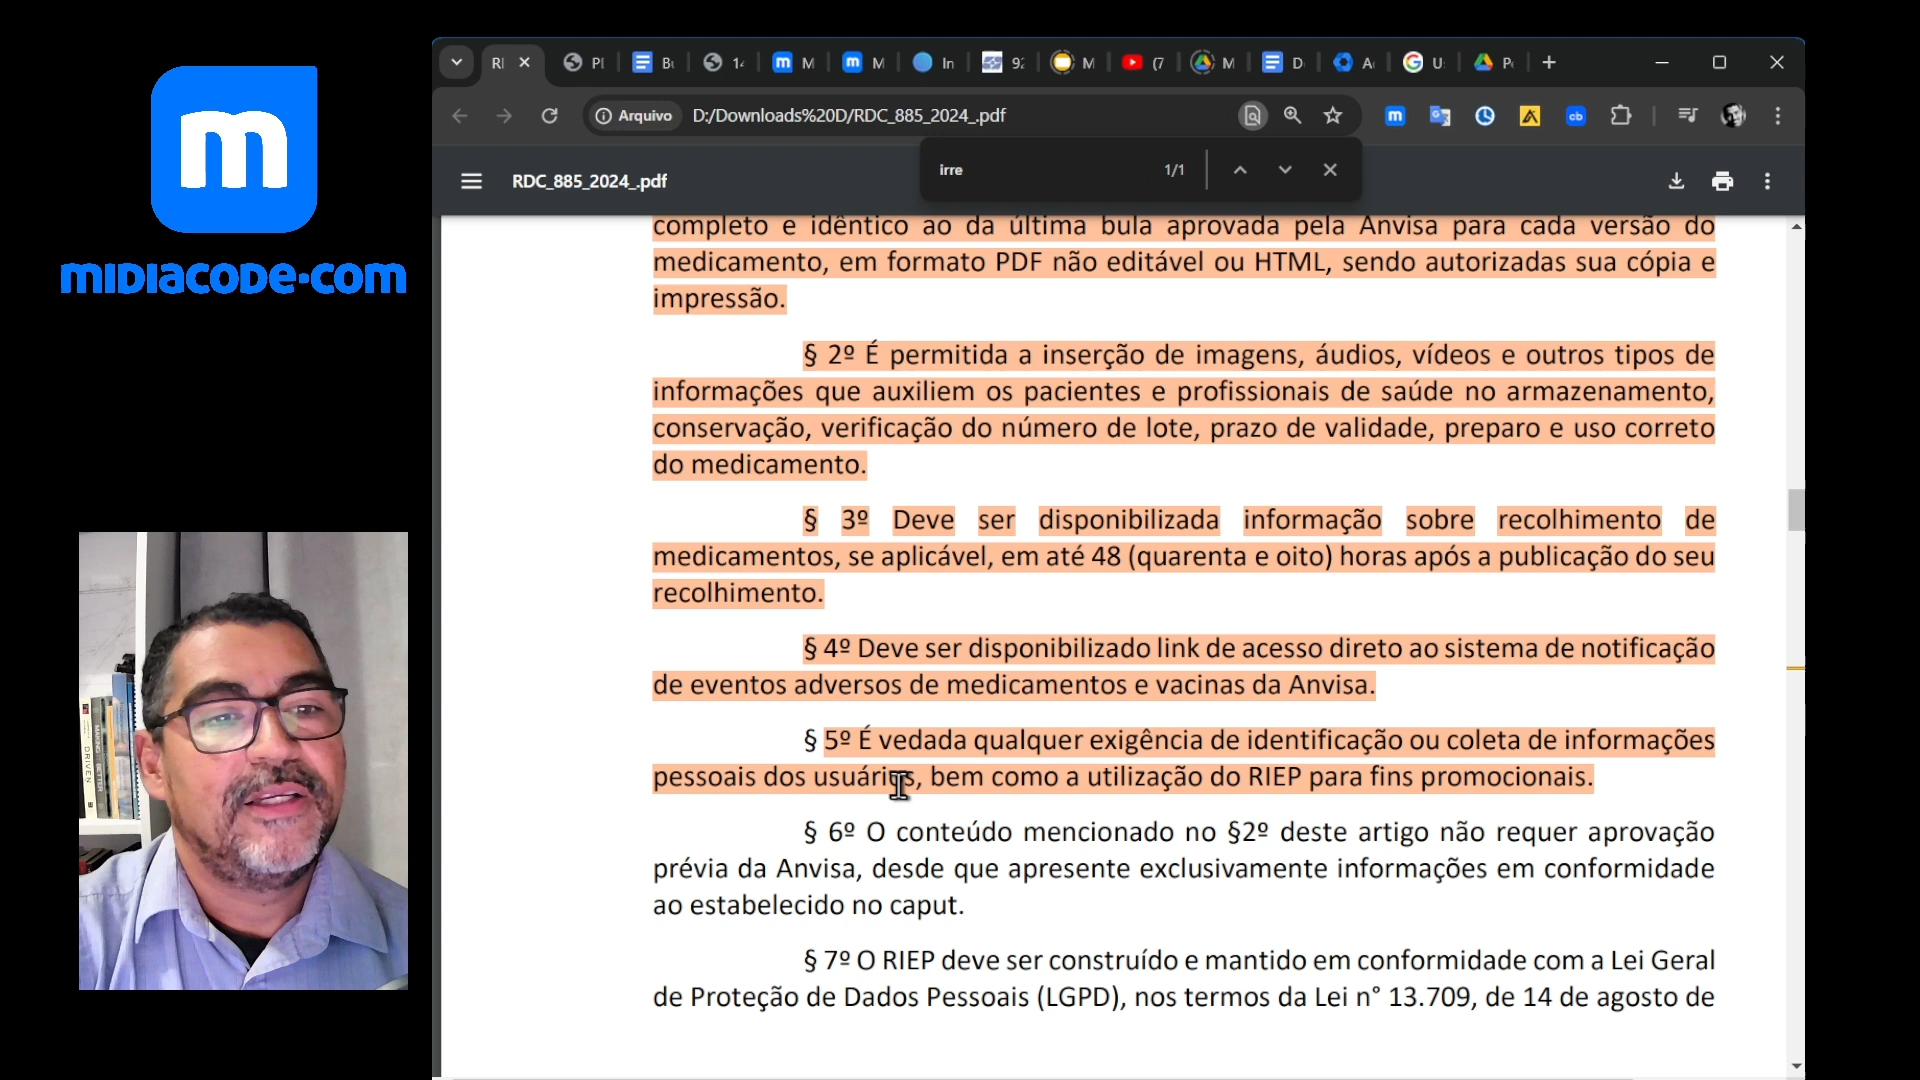 m
mIDIacode·com
RI
Pl
Bu
14
M
M
In
92
M
(7
M
D
A
U
P
Arquivo
D:/Downloads%20D/RDC_885_2024_.pdf
m
cb
irre
1/1
RDC_885_2024_.pdf
completo e idêntico ao da última bula aprovada pela Anvisa para cada versão do
medicamento, em formato PDF não editável ou HTML, sendo autorizadas sua cópia e
impressão.
§ 2º É permitida a inserção de imagens, áudios, vídeos e outros tipos de
informações que auxiliem os pacientes e profissionais de saúde no armazenamento,
conservação, verificação do número de lote, prazo de validade, preparo e uso correto
do medicamento.
§ 3º Deve ser disponibilizada informação sobre recolhimento de
medicamentos, se aplicável, em até 48 (quarenta e oito) horas após a publicação do seu
recolhimento.
§ 4º Deve ser disponibilizado link de acesso direto ao sistema de notificação
de eventos adversos de medicamentos e vacinas da Anvisa.
§ 5º É vedada qualquer exigência de identificação ou coleta de informações
pessoais dos usuários, bem como a utilização do RIEP para fins promocionais.
§ 6º O conteúdo mencionado no §2º deste artigo não requer aprovação
prévia da Anvisa, desde que apresente exclusivamente informações em conformidade
ao estabelecido no caput.
§ 7º O RIEP deve ser construído e mantido em conformidade com a Lei Geral
de Proteção de Dados Pessoais (LGPD), nos termos da Lei n° 13.709, de 14 de agosto de
DRIVEN